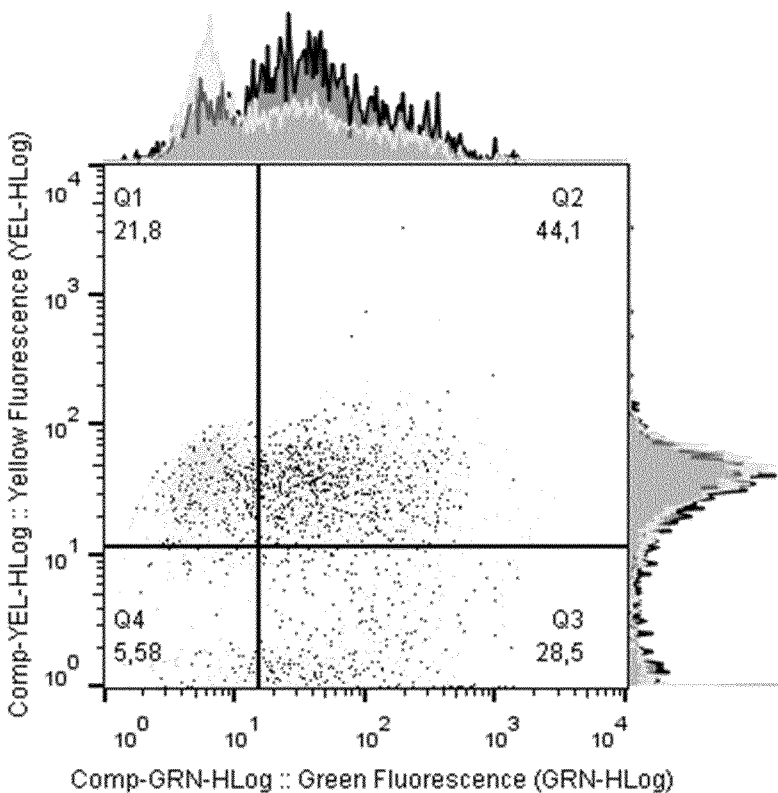 Q1
21,8
Q2
44,1
Q4
5,58
Q3
28,5
10^4
10^3
10^2
10^1
10^0
Comp-YEL-HLog :: Yellow Fluorescence (YEL-HLog)
10^0
10^1
10^2
10^3
10^4
Comp-GRN-HLog :: Green Fluorescence (GRN-HLog)